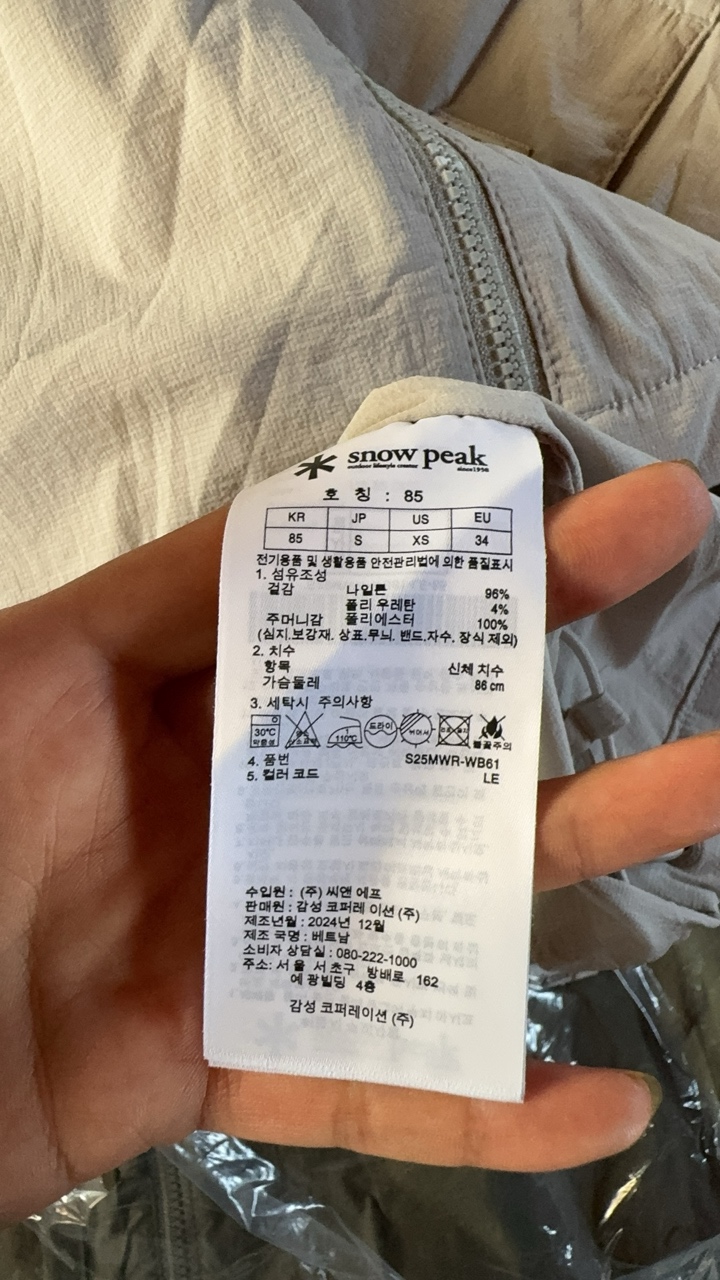 snow peak
outdoor lifestyle creator since1958
호 칭 : 85
KR JP US EU
85 S XS 34
전기용품 및 생활용품 안전관리법에 의한 품질표시
1. 섬유조성
겉감 나일론 96%
폴리 우레탄 4%
주머니감 폴리에스터 100%
(심지.보강재, 상표.무늬, 밴드.자수, 장식 제외)
2. 치수
항목 신체 치수
가슴둘레 86 cm
3. 세탁시 주의사항
30℃ 110℃ 드라이 불꽃주의
4. 품번 S25MWR-WB61
5. 컬러 코드 LE
수입원 : (주) 씨앤 에프
판매원 : 감성 코퍼레 이션 (주)
제조년월 : 2024년 12월
제조 국명 : 베트남
소비자 상담실 : 080-222-1000
주소: 서 울 서 초구 방배로 162
예 광빌딩 4층
감성 코퍼레이션 (주)